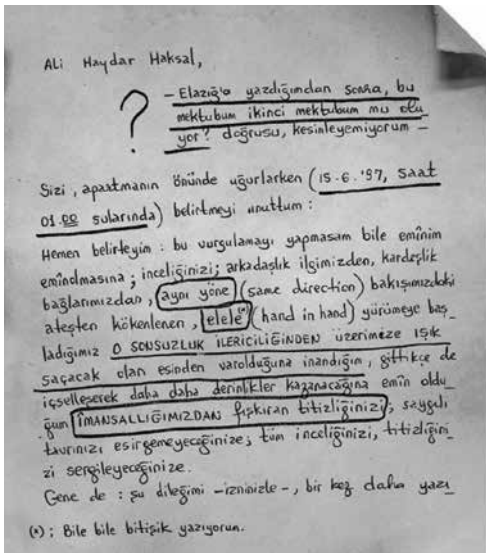 Ali Haydar Haksal,
?
– Elazığ'a yazdığımdan sonra, bu
mektubum ikinci mektubum mu olu
yor? doğrusu, kesinleyemiyorum –
Sizi, apartmanın önünde uğurlarken (15.6.'97, saat
01.00 sularında) belirtmeyi unuttum :
Hemen belirteyim : bu vurgulamayı yapmasam bile eminim
emindmasına ; inceliğinizi; arkadaşlık ilgimizden, kardeşlik
bağlarımızdan, aynı yöne (same direction) bakışımızdaki
ateşten kökenlenen, elele(*) (hand in hand) yürümeye baş_
ladığımız O SONSUZLUK İLERİCİLİĞİNDEN üzerimize ışık
saçacak olan esinden varolduğuna inandığım, gittikçe de
içselleşerek daha daha derinlikler kazanacağına emin oldu_
ğum İMANSALLIĞIMIZDAN fışkıran titizliğinizi; saygılı
tavrınızı esirgemeyeceğinize; tüm inceliğinizi, titizliğini_
zi sergileyeceğinize.
Gene de : şu dileğimi –izninizle–, bir kez daha yazı_
(*) : Bile bile bitişik yazıyorum.